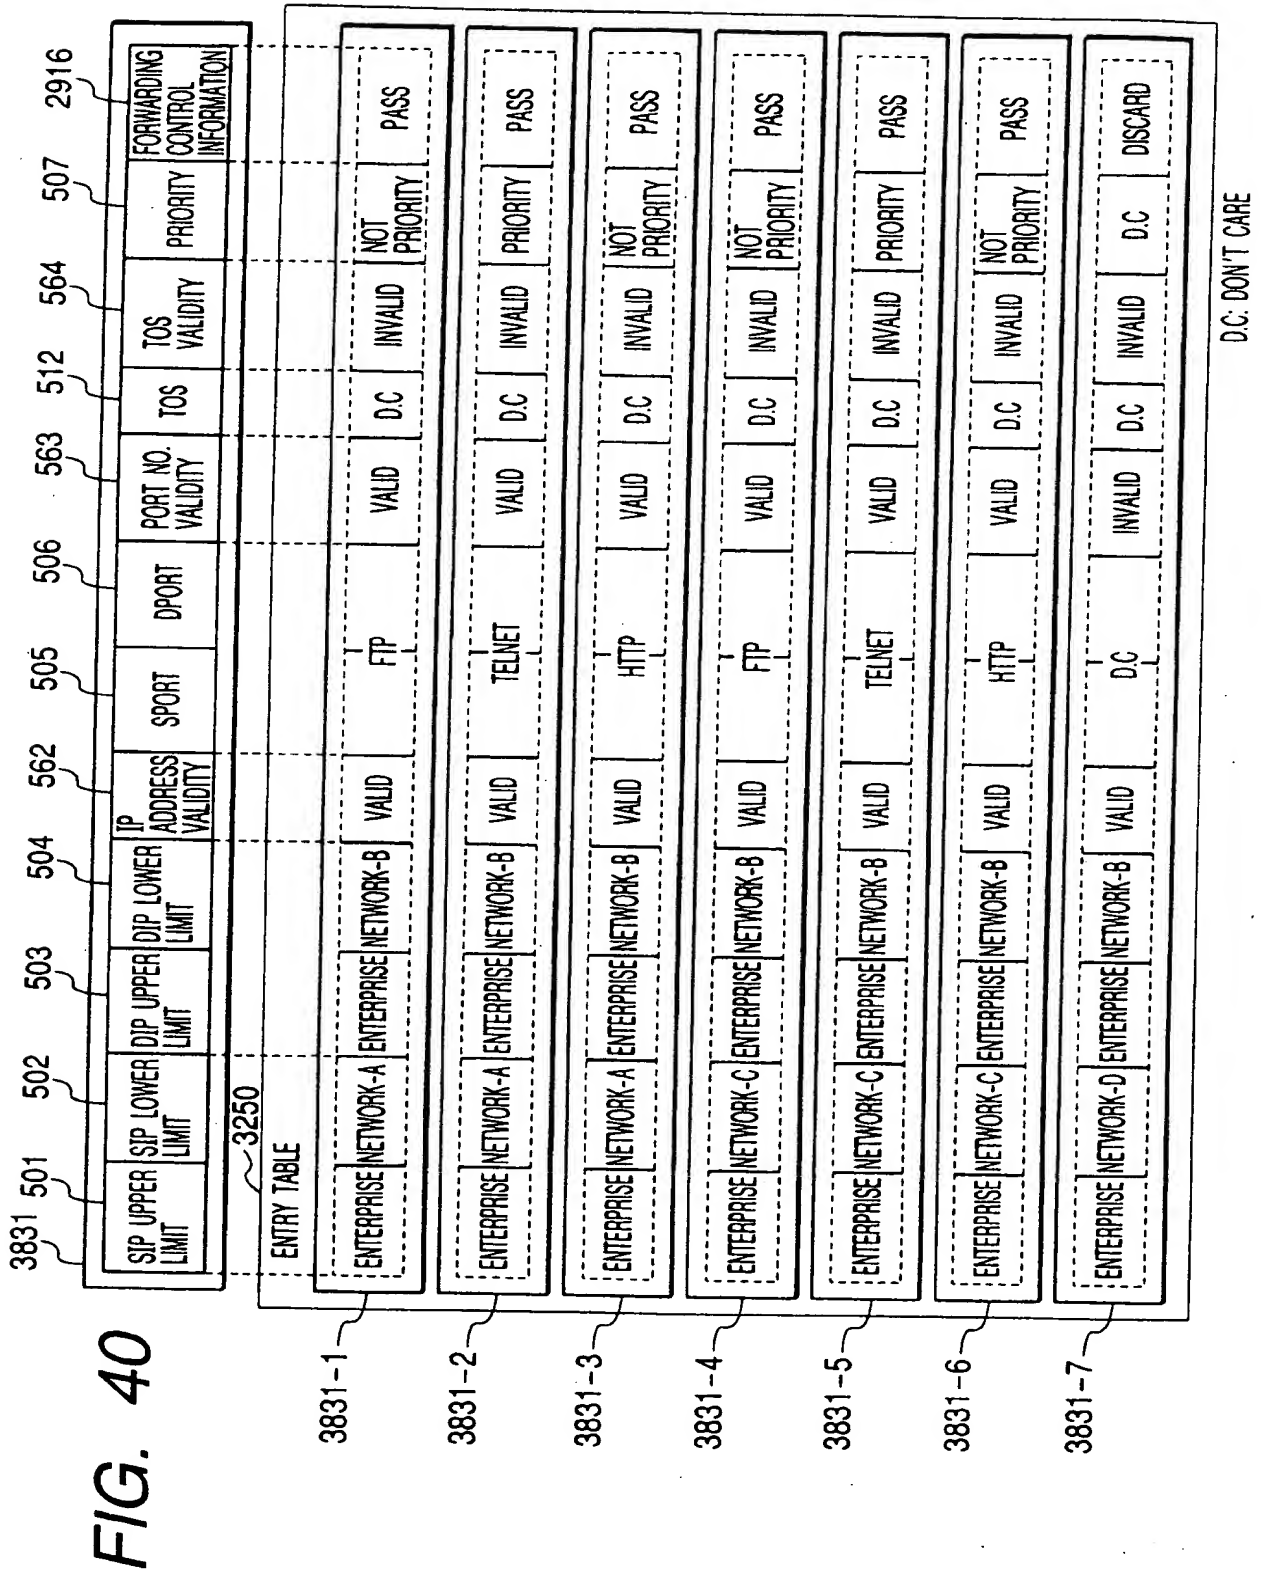 FIG. 40
3831 501 502 503 504 562 505 506 563 512 564 507 2916
SIP UPPER LIMIT
SIP LOWER LIMIT
DIP UPPER LIMIT
DIP LOWER LIMIT
IP ADDRESS VALIDITY
SPORT
DPORT
PORT NO. VALIDITY
TOS
TOS VALIDITY
PRIORITY
FORWARDING CONTROL INFORMATION
3250
ENTRY TABLE
3831-1 ENTERPRISE NETWORK-A ENTERPRISE NETWORK-B VALID FTP VALID D.C INVALID NOT PRIORITY PASS
3831-2 ENTERPRISE NETWORK-A ENTERPRISE NETWORK-B VALID TELNET VALID D.C INVALID PRIORITY PASS
3831-3 ENTERPRISE NETWORK-A ENTERPRISE NETWORK-B VALID HTTP VALID D.C INVALID NOT PRIORITY PASS
3831-4 ENTERPRISE NETWORK-C ENTERPRISE NETWORK-B VALID FTP VALID D.C INVALID NOT PRIORITY PASS
3831-5 ENTERPRISE NETWORK-C ENTERPRISE NETWORK-B VALID TELNET VALID D.C INVALID PRIORITY PASS
3831-6 ENTERPRISE NETWORK-C ENTERPRISE NETWORK-B VALID HTTP VALID D.C INVALID NOT PRIORITY PASS
3831-7 ENTERPRISE NETWORK-D ENTERPRISE NETWORK-B VALID D.C INVALID D.C INVALID D.C DISCARD
D.C: DON'T CARE